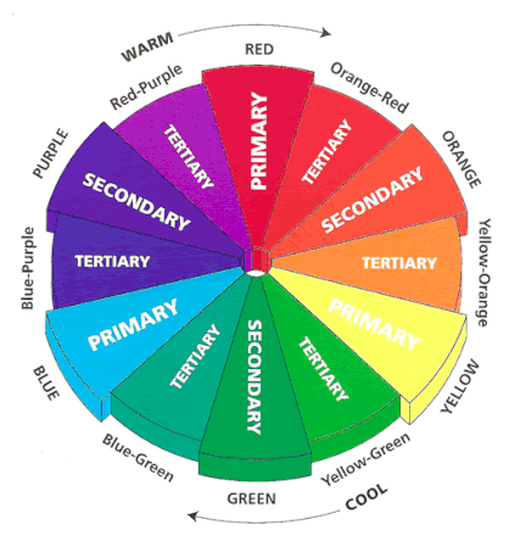 WARM
RED
Orange-Red
ORANGE
Yellow-Orange
YELLOW
Yellow-Green
COOL
GREEN
Blue-Green
BLUE
Blue-Purple
PURPLE
Red-Purple
PRIMARY
TERTIARY
SECONDARY
TERTIARY
PRIMARY
TERTIARY
SECONDARY
TERTIARY
PRIMARY
TERTIARY
SECONDARY
TERTIARY